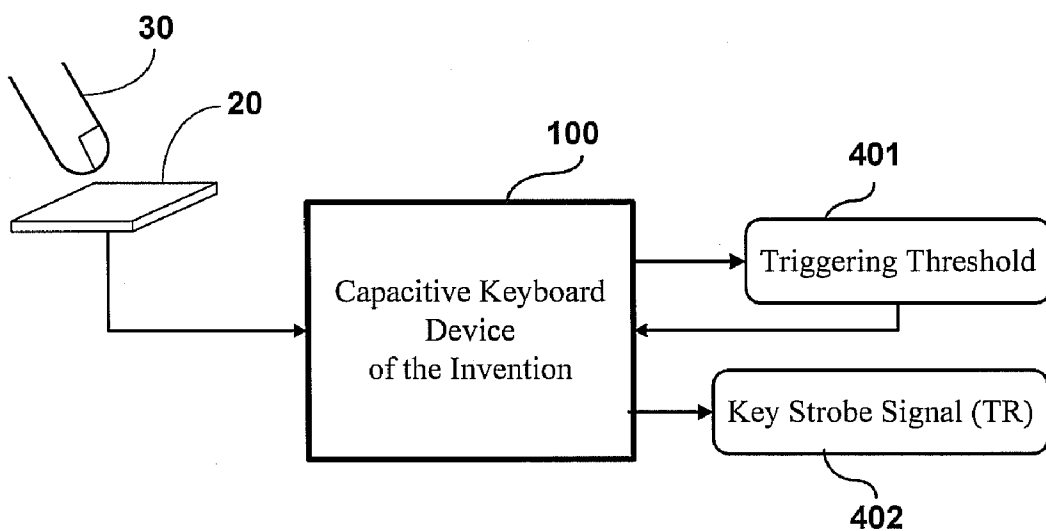 30
20
100
401
Triggering Threshold
Capacitive Keyboard
Device
of the Invention
Key Strobe Signal (TR)
402